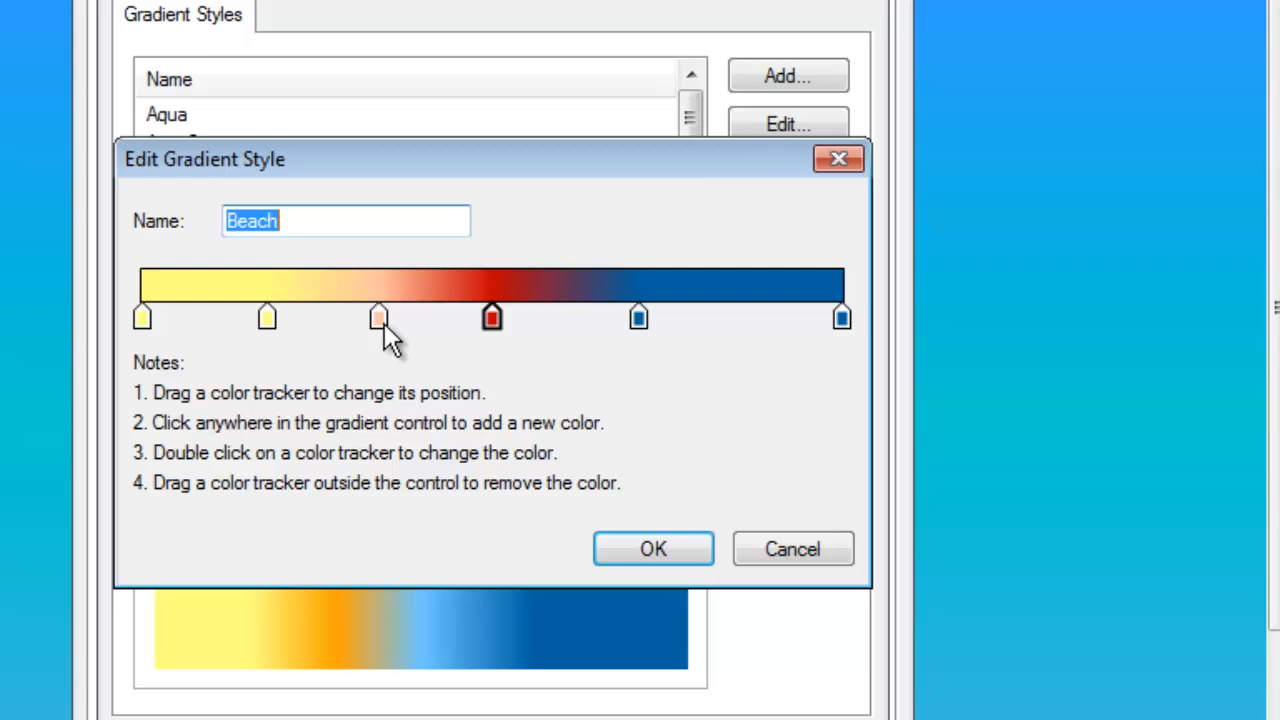 Gradient Styles
Name
Add...
Aqua
Edit...
Edit Gradient Style
Name:
Beach
Notes:
1. Drag a color tracker to change its position.
2. Click anywhere in the gradient control to add a new color.
3. Double click on a color tracker to change the color.
4. Drag a color tracker outside the control to remove the color.
OK
Cancel